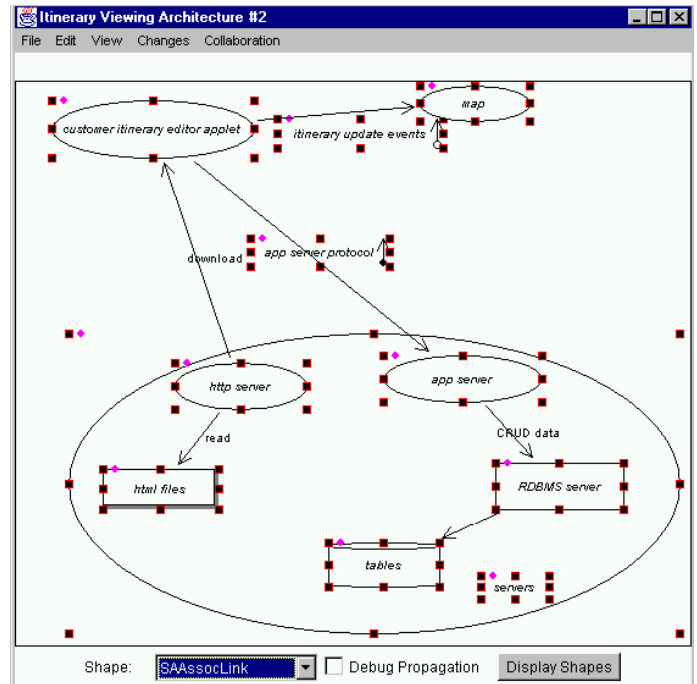 Itinerary Viewing Architecture #2
File Edit View Changes Collaboration
map
customer itinerary editor applet
itinerary update events
download
app server protocol
http server
app server
read
CRUD data
html files
RDBMS server
tables
servers
Shape: SAAssocLink Debug Propagation Display Shapes